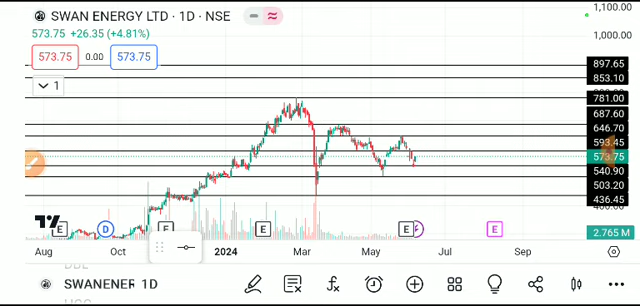 SWAN ENERGY LTD · 1D · NSE
573.75 +26.35 (+4.81%)
573.75 0.00 573.75
1
1,100.00
1,000.00
897.65
853.10
781.00
687.60
646.70
593.45
573.75
540.90
503.20
436.45
2.765 M
E D E E E E
Aug Oct 2024 Mar May Jul Sep
SWANENER 1D